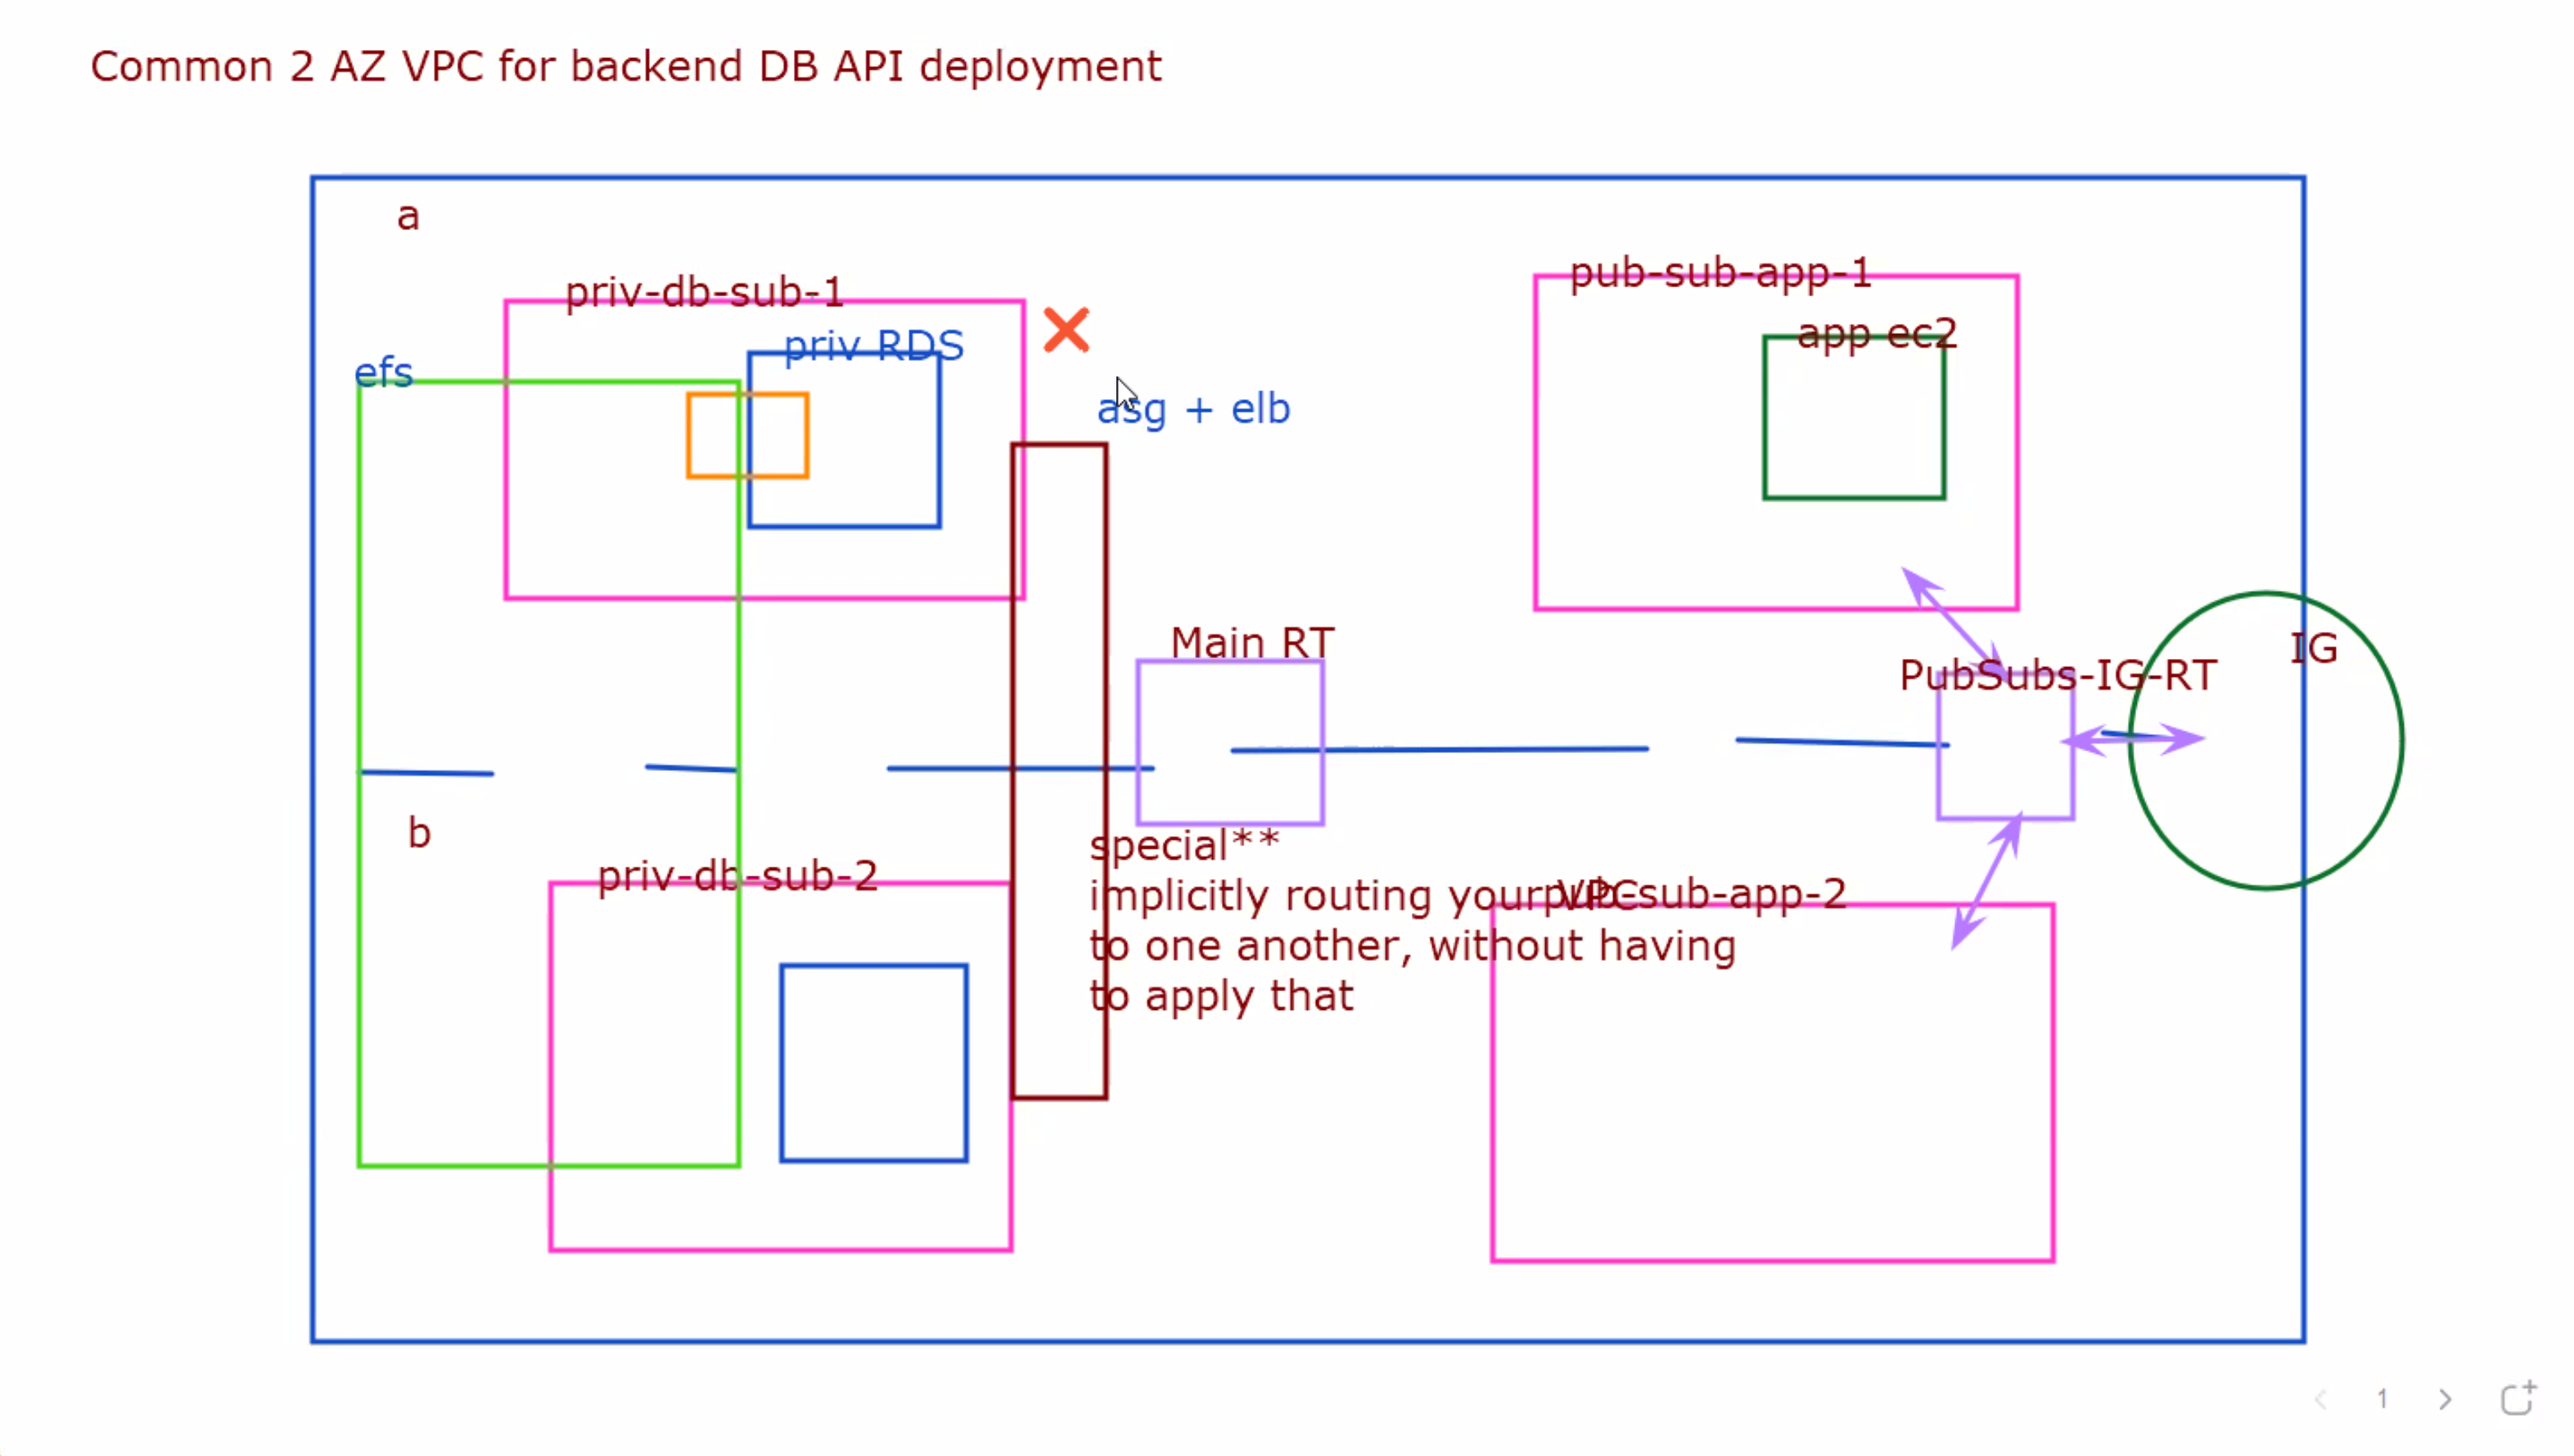 Common 2 AZ VPC for backend DB API deployment
a
priv-db-sub-1
pub-sub-app-1
priv RDS
app ec2
efs
asg + elb
Main RT
IG
PubSubs-IG-RT
b
priv-db-sub-2
special**
implicitly routing your VPC
to one another, without having
to apply that
pub-sub-app-2
1